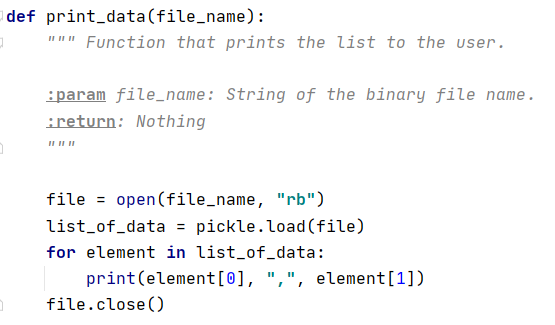 def print_data(file_name):
    """ Function that prints the list to the user.

    :param file_name: String of the binary file name.
    :return: Nothing
    """

    file = open(file_name, "rb")
    list_of_data = pickle.load(file)
    for element in list_of_data:
        print(element[0], ",", element[1])
    file.close()